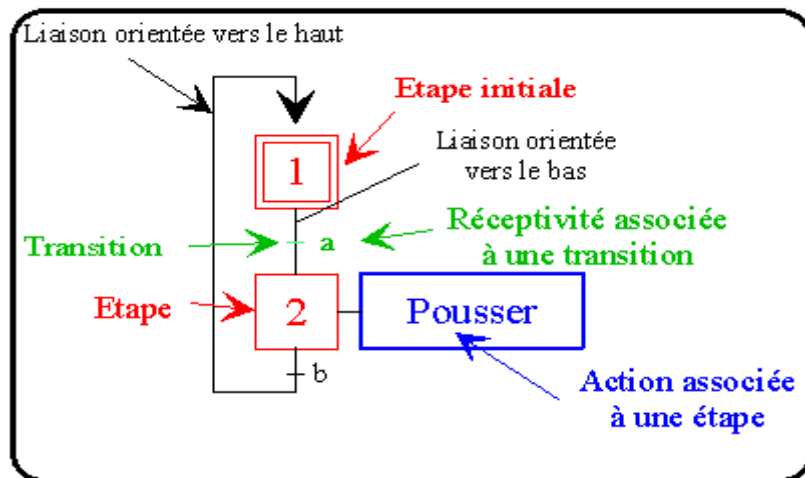 Liaison orientée vers le haut
Etape initiale
1
Liaison orientée
vers le bas
Transition
a
Réceptivité associée
à une transition
Etape
2
Pousser
b
Action associée
à une étape